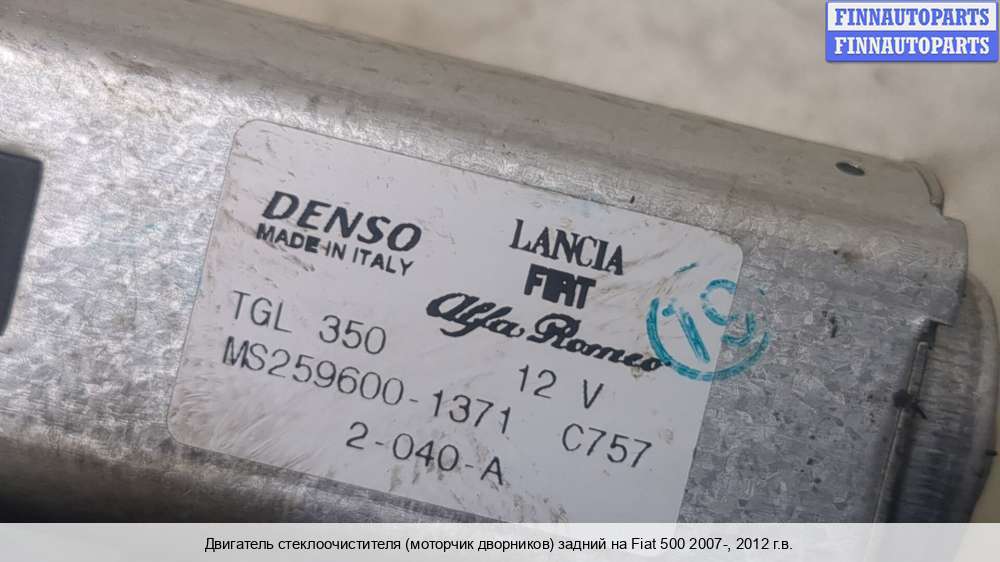 FINNAUTOPARTS
FINNAUTOPARTS
DENSO
MADE IN ITALY
LANCIA
FIAT
Alfa Romeo
19
TGL 350
12 V
MS259600-1371
C757
2-040-A
Двигатель стеклоочистителя (моторчик дворников) задний на Fiat 500 2007-, 2012 г.в.